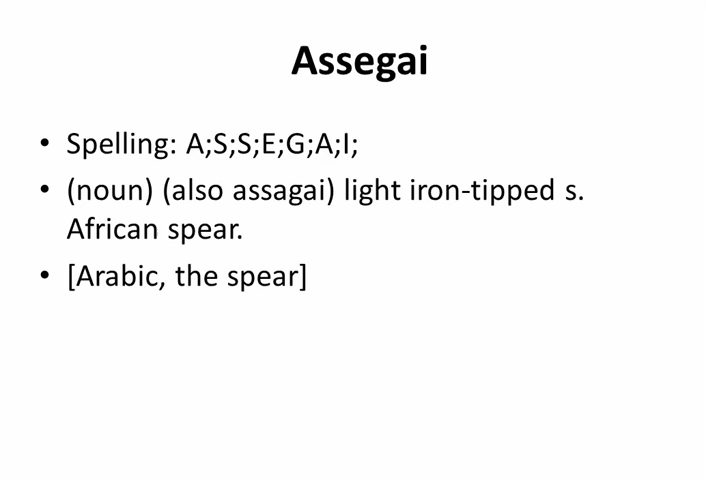 Assegai
• Spelling: A;S;S;E;G;A;I;
• (noun) (also assagai) light iron-tipped s.
African spear.
• [Arabic, the spear]